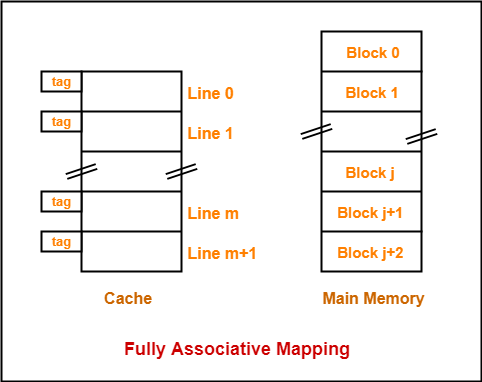 Block 0
tag
Line 0
Block 1
tag
Line 1
Block j
tag
Line m
Block j+1
tag
Line m+1
Block j+2
Cache
Main Memory
Fully Associative Mapping